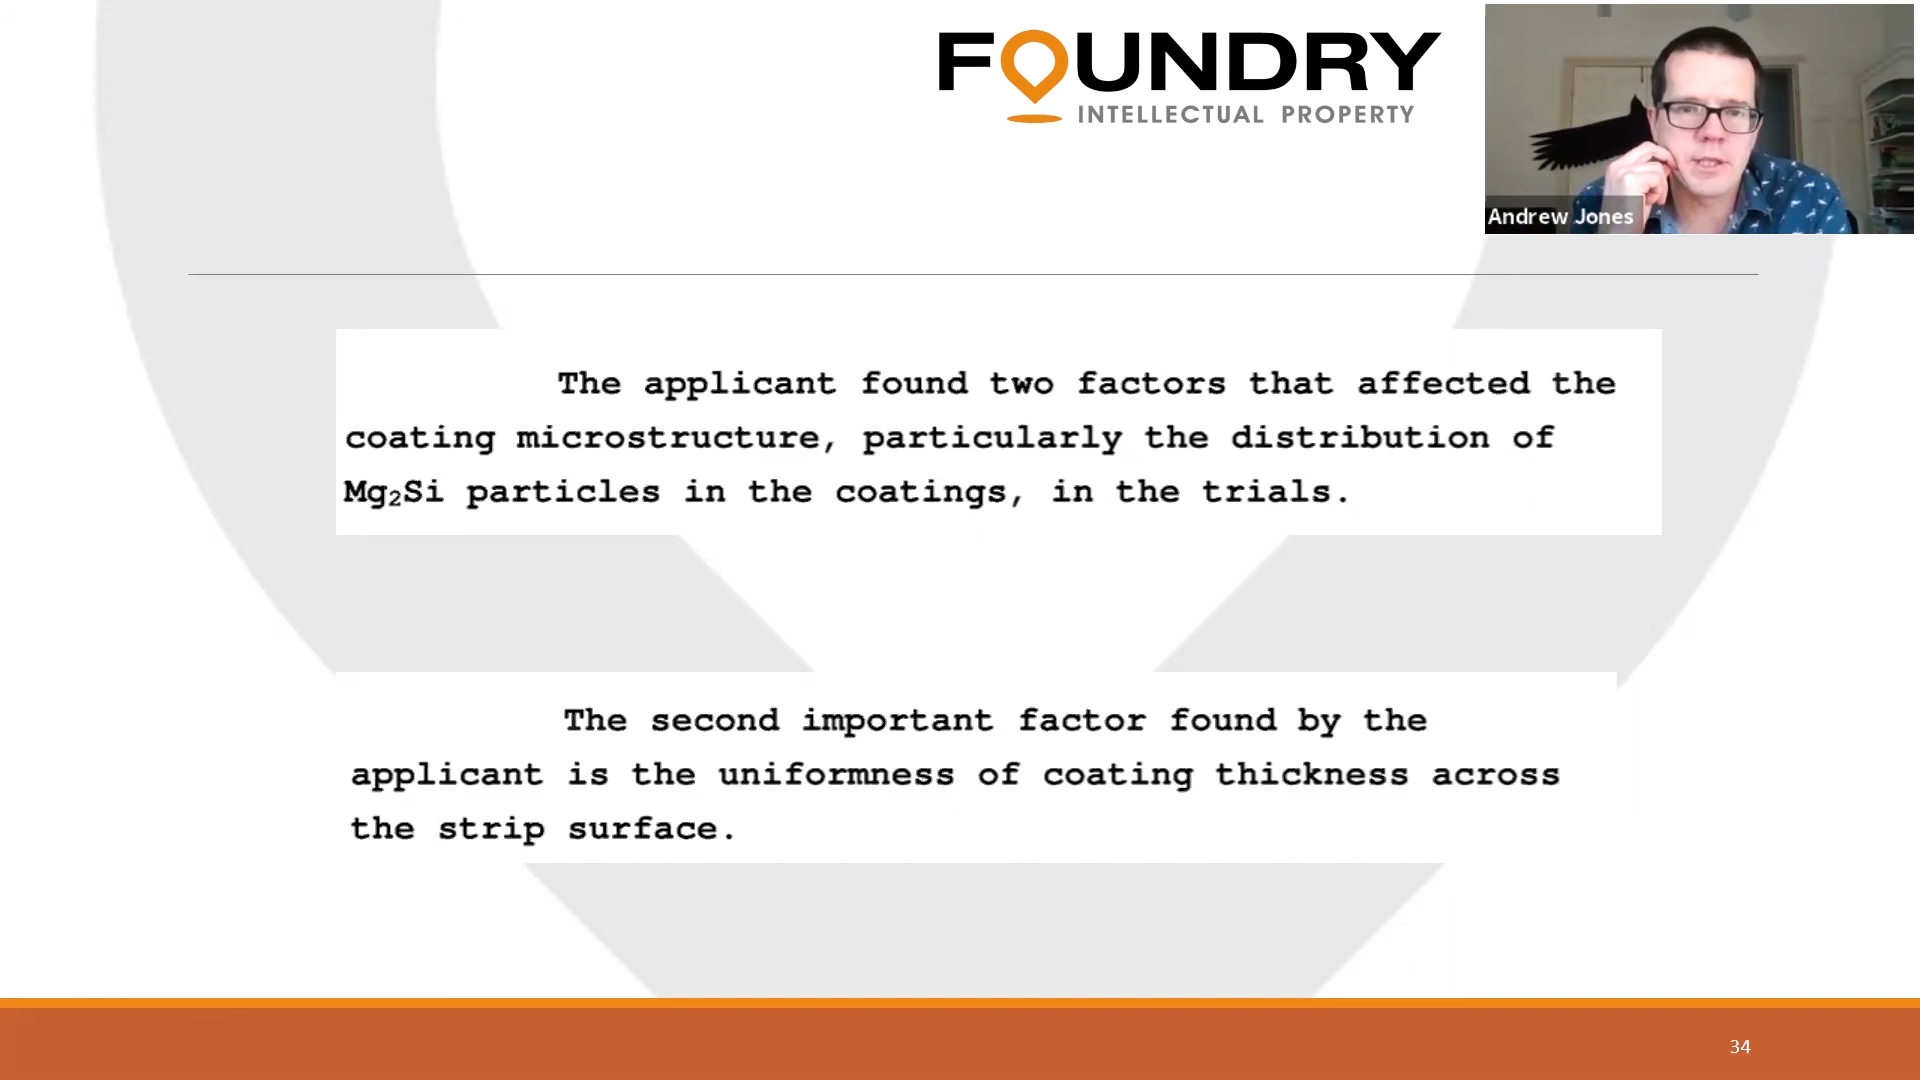 FOUNDRY
INTELLECTUAL PROPERTY
Andrew Jones
The applicant found two factors that affected the
coating microstructure, particularly the distribution of
Mg₂Si particles in the coatings, in the trials.
The second important factor found by the
applicant is the uniformness of coating thickness across
the strip surface.
34